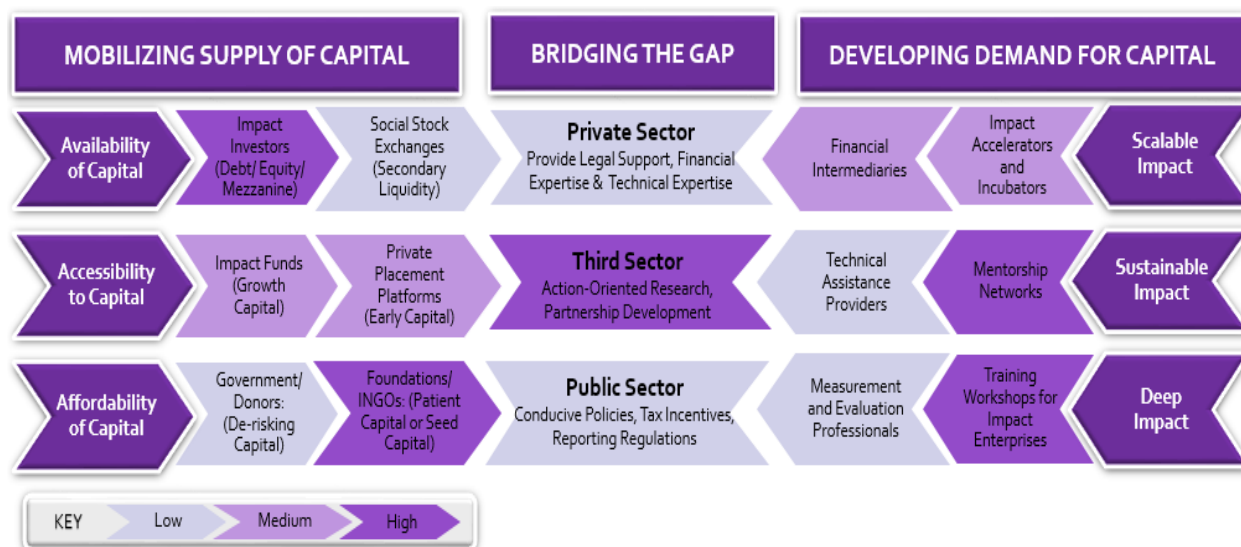 MOBILIZING SUPPLY OF CAPITAL
BRIDGING THE GAP
DEVELOPING DEMAND FOR CAPITAL
Availability
of Capital
Impact
Investors
(Debt/ Equity/
Mezzanine)
Social Stock
Exchanges
(Secondary
Liquidity)
Private Sector
Provide Legal Support, Financial
Expertise & Technical Expertise
Financial
Intermediaries
Impact
Accelerators
and
Incubators
Scalable
Impact
Accessibility
to Capital
Impact Funds
(Growth
Capital)
Private
Placement
Platforms
(Early Capital)
Third Sector
Action-Oriented Research,
Partnership Development
Technical
Assistance
Providers
Mentorship
Networks
Sustainable
Impact
Affordability
of Capital
Government/
Donors:
(De-risking
Capital)
Foundations/
INGOs: (Patient
Capital or Seed
Capital)
Public Sector
Conducive Policies, Tax Incentives,
Reporting Regulations
Measurement
and Evaluation
Professionals
Training
Workshops for
Impact
Enterprises
Deep
Impact
KEY
Low
Medium
High